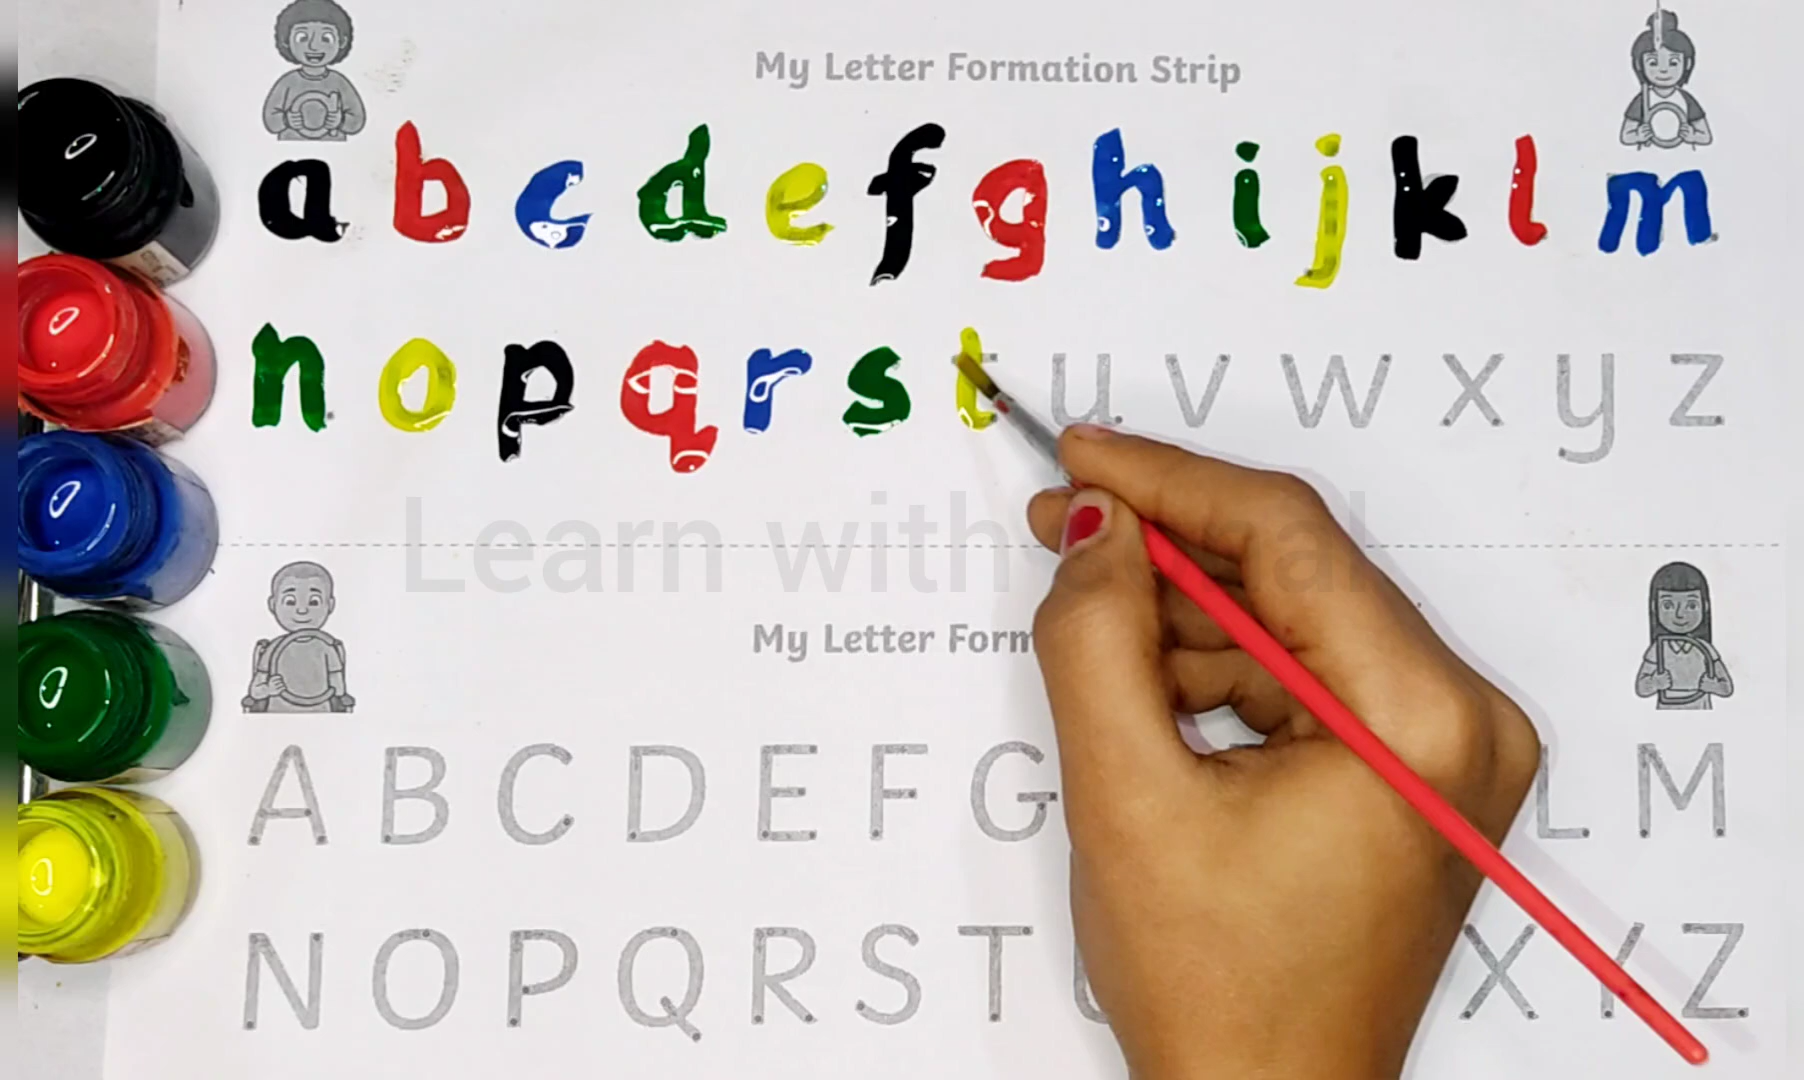 My Letter Formation Strip
a b c d e f g h i j k l m
n o p q r s t u v w x y z
Learn with
My Letter Form
A B C D E F G L M
N O P Q R S T X Y Z